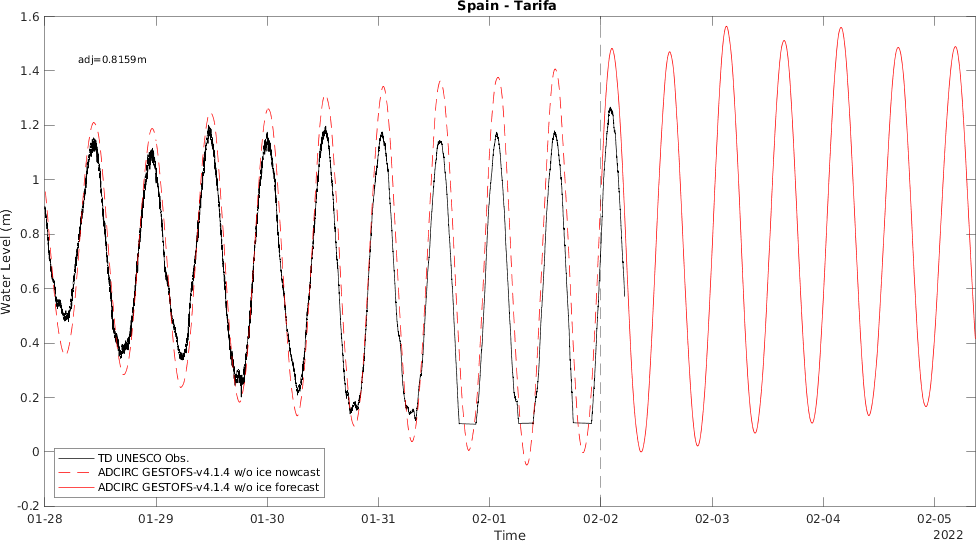 Spain - Tarifa
1.6
1.4
1.2
1
0.8
0.6
0.4
0.2
0
-0.2
Water Level (m)
adj=0.8159m
TD UNESCO Obs.
ADCIRC GESTOFS-v4.1.4 w/o ice nowcast
ADCIRC GESTOFS-v4.1.4 w/o ice forecast
01-28 01-29 01-30 01-31 02-01 02-02 02-03 02-04 02-05
Time
2022